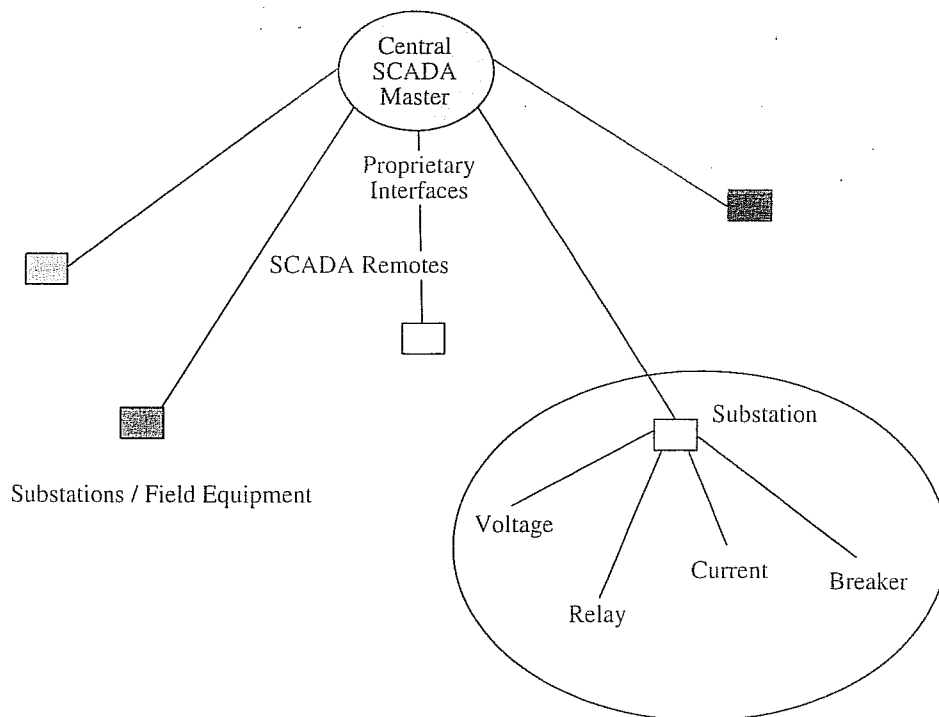 Central
SCADA
Master
Proprietary
Interfaces
SCADA Remotes
Substation
Substations / Field Equipment
Voltage
Current
Breaker
Relay